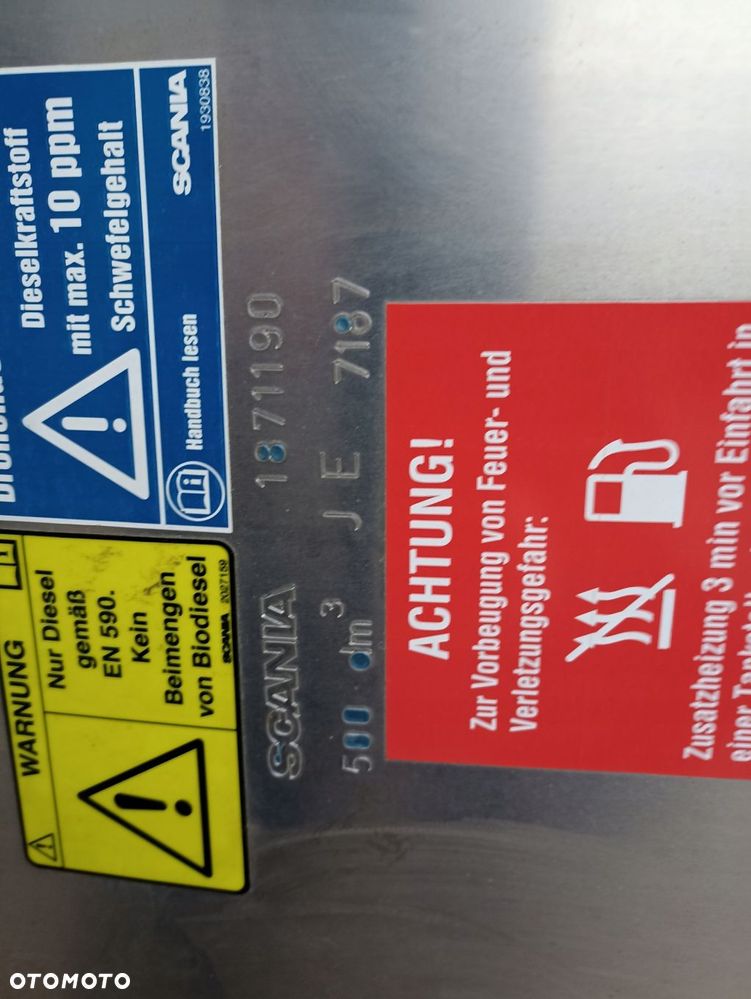 Dieselkraftstoff
mit max. 10 ppm
Schwefelgehalt
Handbuch lesen
SCANIA
1930838
WARNUNG
Nur Diesel
gemäß
EN 590.
Kein
Beimengen
von Biodiesel
SCANIA 2027159
SCANIA 1871190
500 dm³ JE 7187
ACHTUNG!
Zur Vorbeugung von Feuer- und
Verletzungsgefahr:
Zusatzheizung 3 min vor Einfahrt in
OTOMOTO